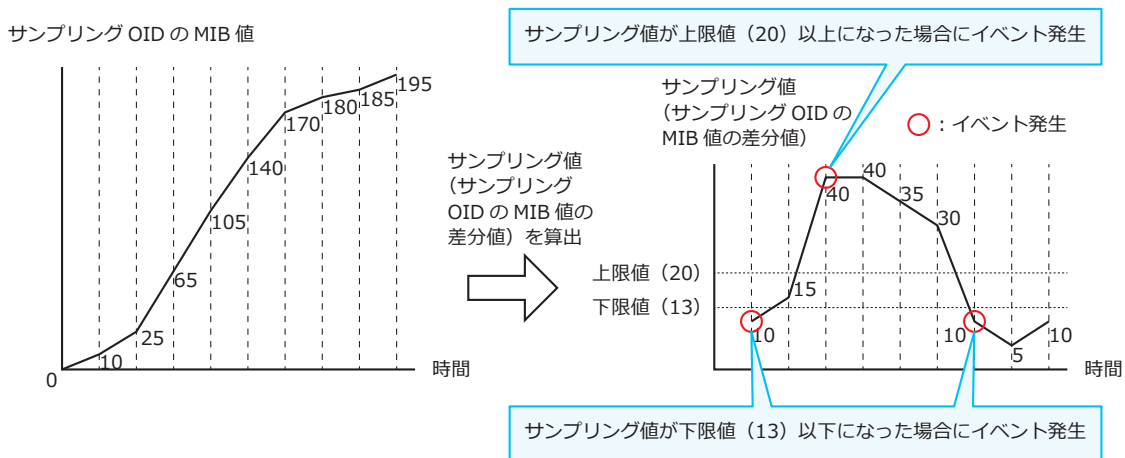 サンプリング OID の MIB 値
195
185
180
170
140
105
65
25
10
0
時間
サンプリング値
（サンプリング
OID の MIB 値の
差分値）を算出
サンプリング値が上限値（20）以上になった場合にイベント発生
サンプリング値
（サンプリング OID の
MIB 値の差分値）
：イベント発生
40
40
35
30
上限値（20）
15
下限値（13）
10
10
10
5
時間
サンプリング値が下限値（13）以下になった場合にイベント発生